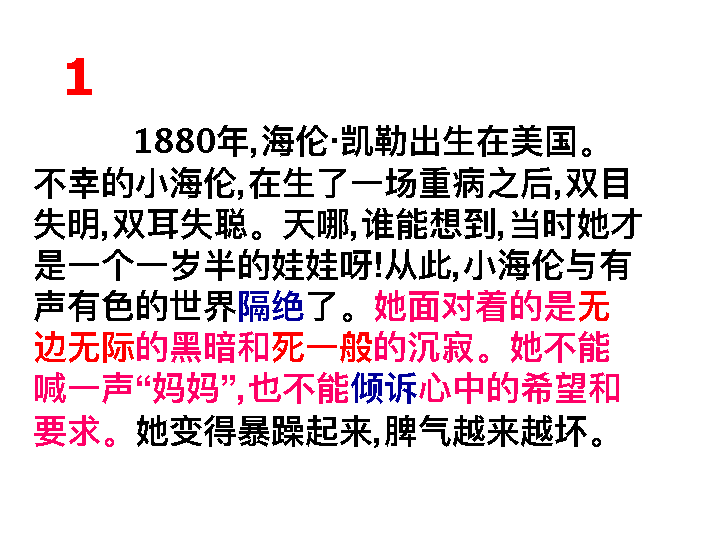 1
1880年,海伦·凯勒出生在美国。
不幸的小海伦,在生了一场重病之后,双目
失明,双耳失聪。天哪,谁能想到,当时她才
是一个一岁半的娃娃呀!从此,小海伦与有
声有色的世界隔绝了。她面对着的是无
边无际的黑暗和死一般的沉寂。她不能
喊一声“妈妈”,也不能倾诉心中的希望和
要求。她变得暴躁起来,脾气越来越坏。